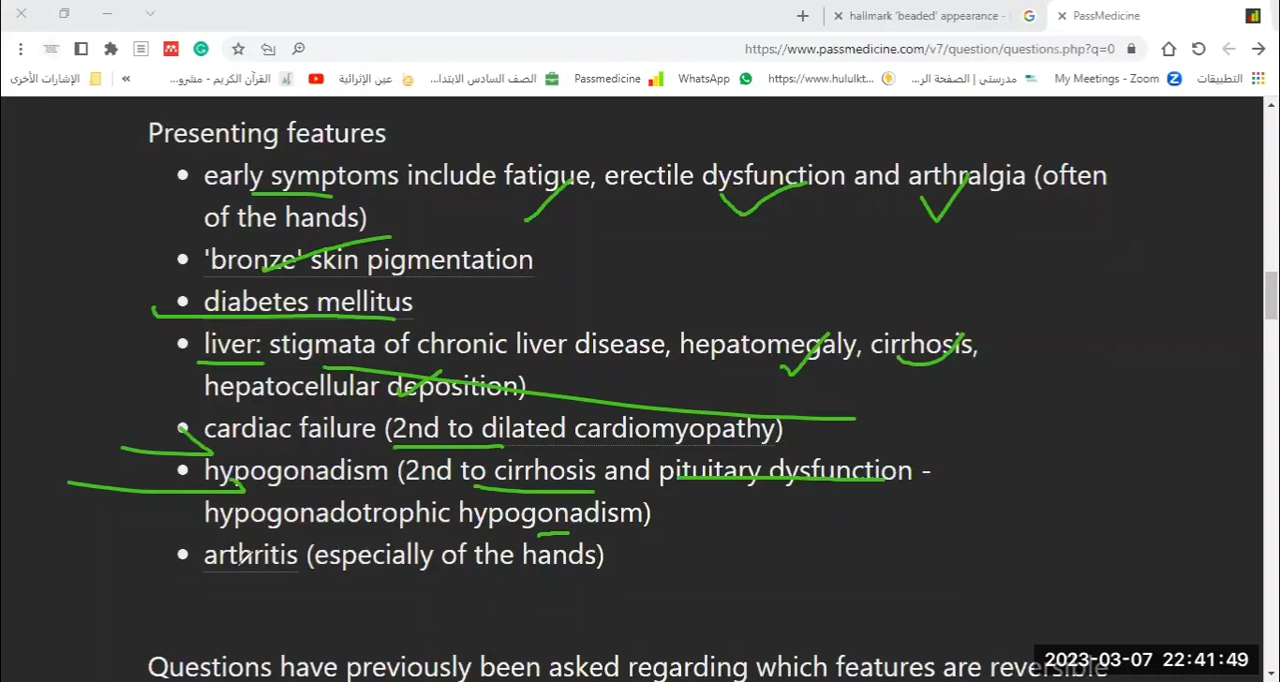 hallmark 'beaded' appearance -
PassMedicine
https://www.passmedicine.com/v7/question/questions.php?q=0
الإشارات الأخرى
القرآن الكريم - مشرو...
عين الإثرائية
الصف السادس الابتدا...
Passmedicine
WhatsApp
https://www.hululkt...
مدرستي | الصفحة الر...
My Meetings - Zoom
التطبيقات
Presenting features
early symptoms include fatigue, erectile dysfunction and arthralgia (often
of the hands)
'bronze' skin pigmentation
diabetes mellitus
liver: stigmata of chronic liver disease, hepatomegaly, cirrhosis,
hepatocellular deposition)
cardiac failure (2nd to dilated cardiomyopathy)
hypogonadism (2nd to cirrhosis and pituitary dysfunction -
hypogonadotrophic hypogonadism)
arthritis (especially of the hands)
Questions have previously been asked regarding which features are reversible
2023-03-07 22:41:49